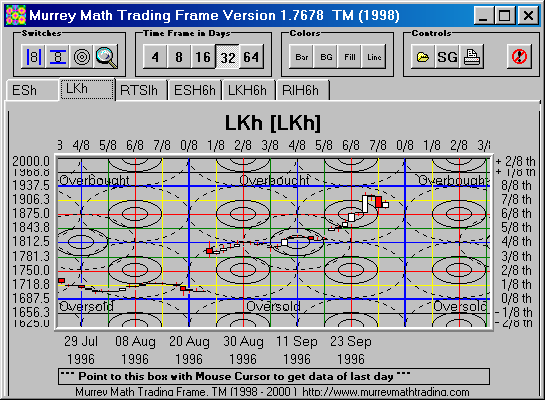 Murrey Math Trading Frame Version 1.7678 TM (1998)
Switches Time Frame in Days Colors Controls
8 8 4 8 16 32 64 Bar BG Fill Line SG
ESh LKh RTSIh ESH6h LKH6h RIH6h
LKh [LKh]
3 4/8 5/8 6/8 7/8 0/8 1/8 2/8 3/8 4/8 5/8 6/8 7/8 0/8 1/8 2/8 3/
2000.0 + 2/8 th
1968.8 + 1/8 th
1937.5 Overbought Overbought Overbought 8/8 th
1906.3 7/8 th
1875.0 6/8 th
1843.8 5/8 th
1812.5 4/8 th
1781.3 3/8 th
1750.0 2/8 th
1718.8 1/8 th
1687.5 0/8 th
1656.3 Oversold Oversold Oversold - 1/8 th
1625.0 - 2/8 th
29 Jul 08 Aug 20 Aug 30 Aug 11 Sep 23 Sep
1996 1996 1996 1996 1996 1996
*** Point to this box with Mouse Cursor to get data of last day ***
Murrey Math Trading Frame. TM (1998 - 2000 ) http://www.murreymathtrading.com